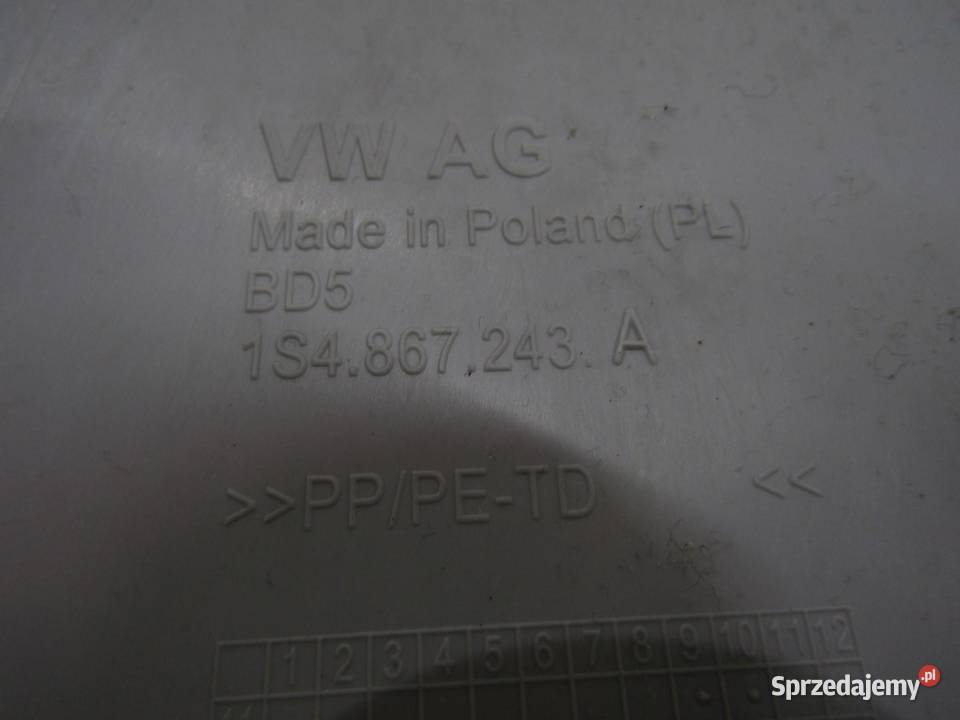 VW AG
Made in Poland (PL)
BD5
1S4.867.243. A
>>PP/PE-TD <<
1 2 3 4 5 6 7 8 9 10 11 12
Sprzedajemy.pl